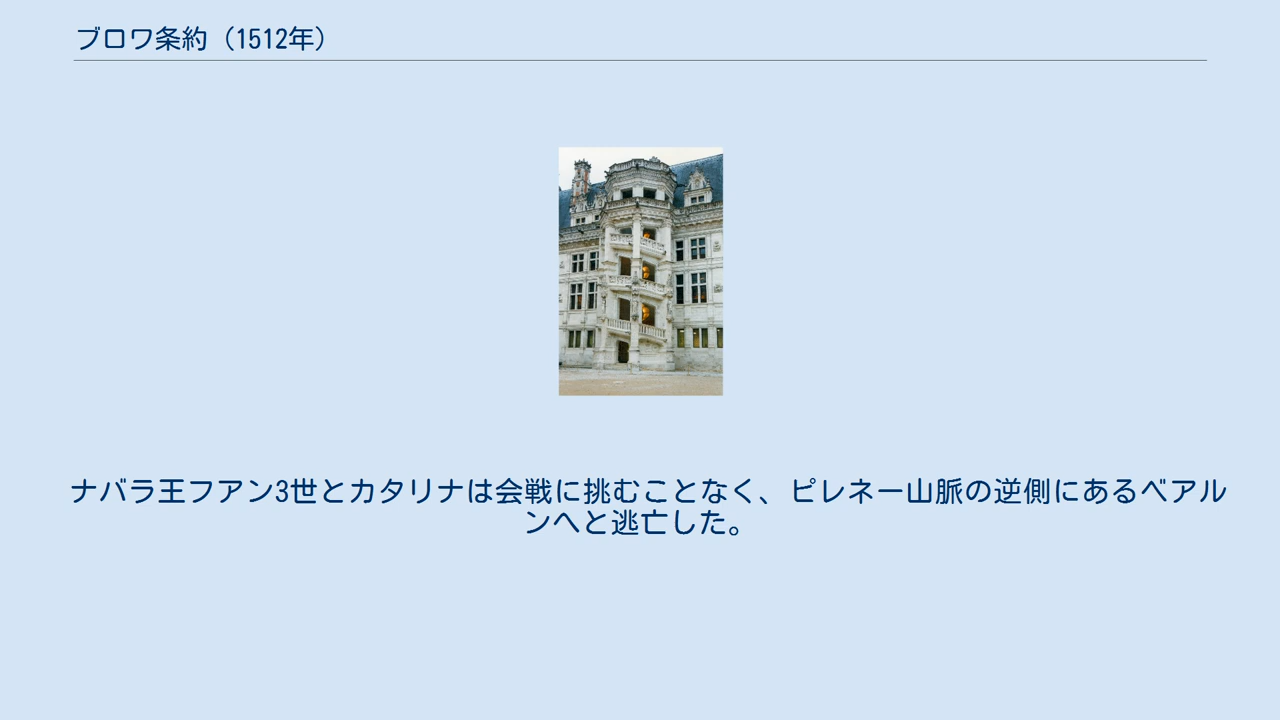 ブロワ条約（1512年）
ナバラ王フアン3世とカタリナは会戦に挑むことなく、ピレネー山脈の逆側にあるベアル
ンへと逃亡した。